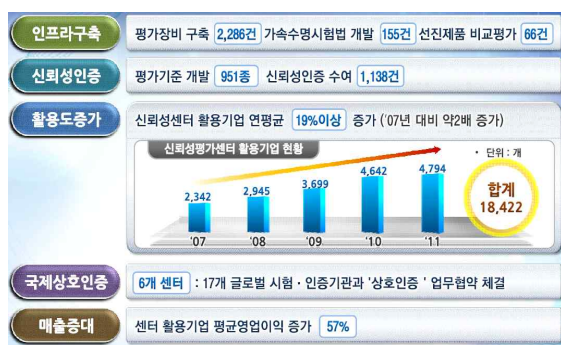 인프라구축
평가장비 구축 2,286건 가속수명시험법 개발 155건 선진제품 비교평가 66건
신뢰성인증
평가기준 개발 951종 신뢰성인증 수여 1,138건
활용도증가
신뢰성센터 활용기업 연평균 19%이상 증가 ('07년 대비 약2배 증가)
신뢰성평가센터 활용기업 현황
• 단위 : 개
2,342 2,945 3,699 4,642 4,794
합계
18,422
'07 '08 '09 '10 '11
국제상호인증
6개 센터 : 17개 글로벌 시험·인증기관과 '상호인증' 업무협약 체결
매출증대
센터 활용기업 평균영업이익 증가 57%